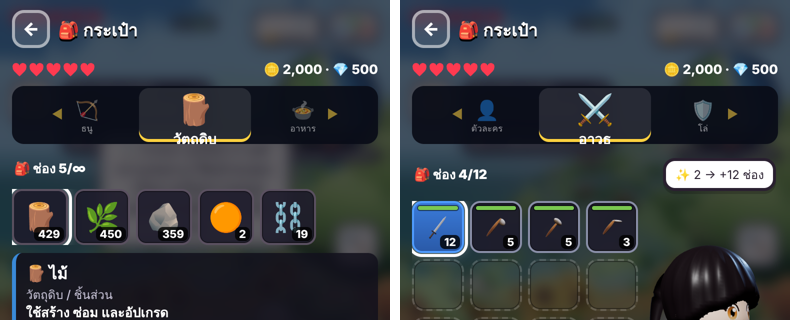 กระเป๋า
2,000 · 500
ธนู
วัตถุดิบ
อาหาร
ช่อง 5/∞
429
450
359
2
19
ไม้
วัตถุดิบ / ชิ้นส่วน
ใช้สร้าง ซ่อม และอัปเกรด
กระเป๋า
2,000 · 500
ตัวละคร
อาวุธ
โล่
ช่อง 4/12
2 → +12 ช่อง
12
5
5
3